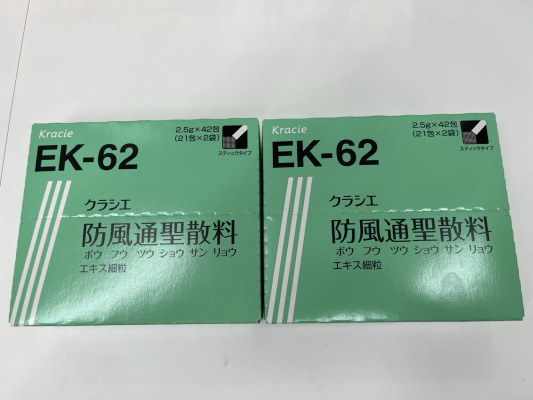 Kracie
2.5g×42包
(21包×2袋)
スティックタイプ
EK-62
クラシエ
防風通聖散料
ボウ フウ ツウ ショウ サン リョウ
エキス細粒
Kracie
2.5g×42包
(21包×2袋)
スティックタイプ
EK-62
クラシエ
防風通聖散料
ボウ フウ ツウ ショウ サン リョウ
エキス細粒